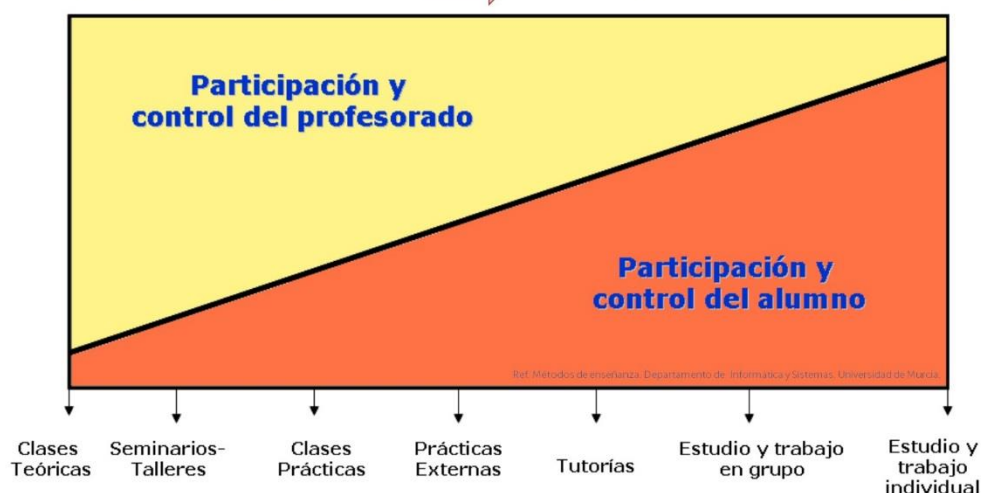 Participación y
control del profesorado
Participación y
control del alumno
Ref: Métodos de enseñanza. Departamento de Informática y Sistemas. Universidad de Murcia.
Clases
Teóricas
Seminarios-
Talleres
Clases
Prácticas
Prácticas
Externas
Tutorías
Estudio y trabajo
en grupo
Estudio y
trabajo
individual